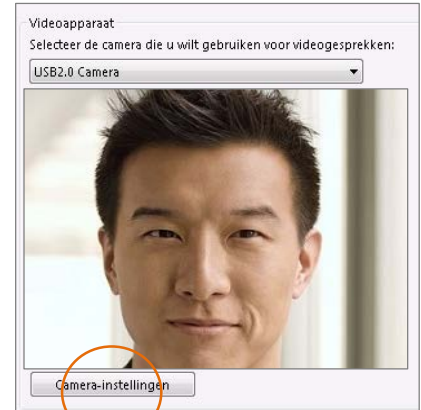 Videoapparaat
Selecteer de camera die u wilt gebruiken voor videogesprekken:
USB2.0 Camera
Camera-instellingen